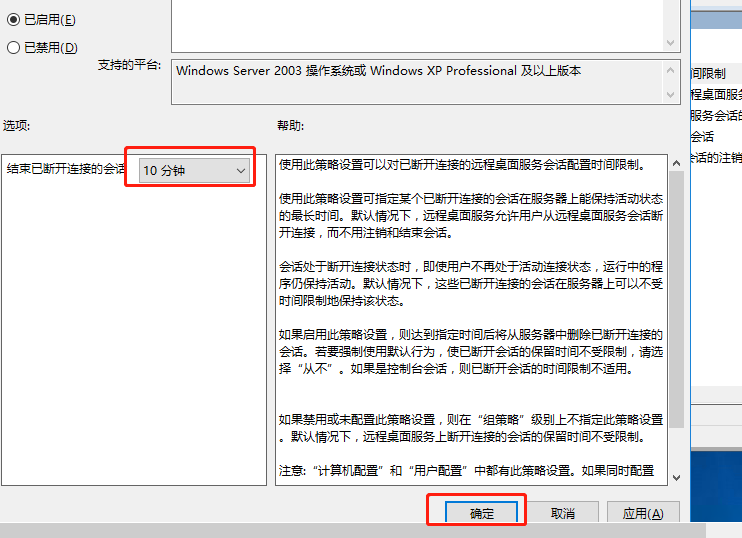 已启用(E)
已禁用(D)
支持的平台:
Windows Server 2003 操作系统或 Windows XP Professional 及以上版本
选项:
帮助:
结束已断开连接的会话
10 分钟
使用此策略设置可以对已断开连接的远程桌面服务会话配置时间限制。
使用此策略设置可指定某个已断开连接的会话在服务器上能保持活动状态
的最长时间。默认情况下，远程桌面服务允许用户从远程桌面服务会话断
开连接，而不用注销和结束会话。
会话处于断开连接状态时，即使用户不再处于活动连接状态，运行中的程
序仍保持活动。默认情况下，这些已断开连接的会话在服务器上可以不受
时间限制地保持该状态。
如果启用此策略设置，则达到指定时间后将从服务器中删除已断开连接的
会话。若要强制使用默认行为，使已断开会话的保留时间不受限制，请选
择“从不”。如果是控制台会话，则已断开会话的时间限制不适用。
如果禁用或未配置此策略设置，则在“组策略”级别上不指定此策略设置
。默认情况下，远程桌面服务上断开连接的会话的保留时间不受限制。
注意:“计算机配置”和“用户配置”中都有此策略设置。如果同时配置
确定
取消
应用(A)
间限制
程桌面服务
服务会话的
会话
会话的注销